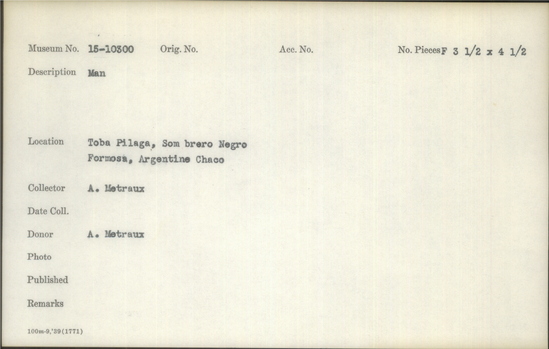 Museum No. 15-10300 Orig. No. Acc. No. No. Pieces F 3 1/2 x 4 1/2
Description Man
Location Toba Pilaga, Som brero Negro
Formosa, Argentine Chaco
Collector A. Metraux
Date Coll.
Donor A. Metraux
Photo
Published
Remarks
100m-9,'39(1771)